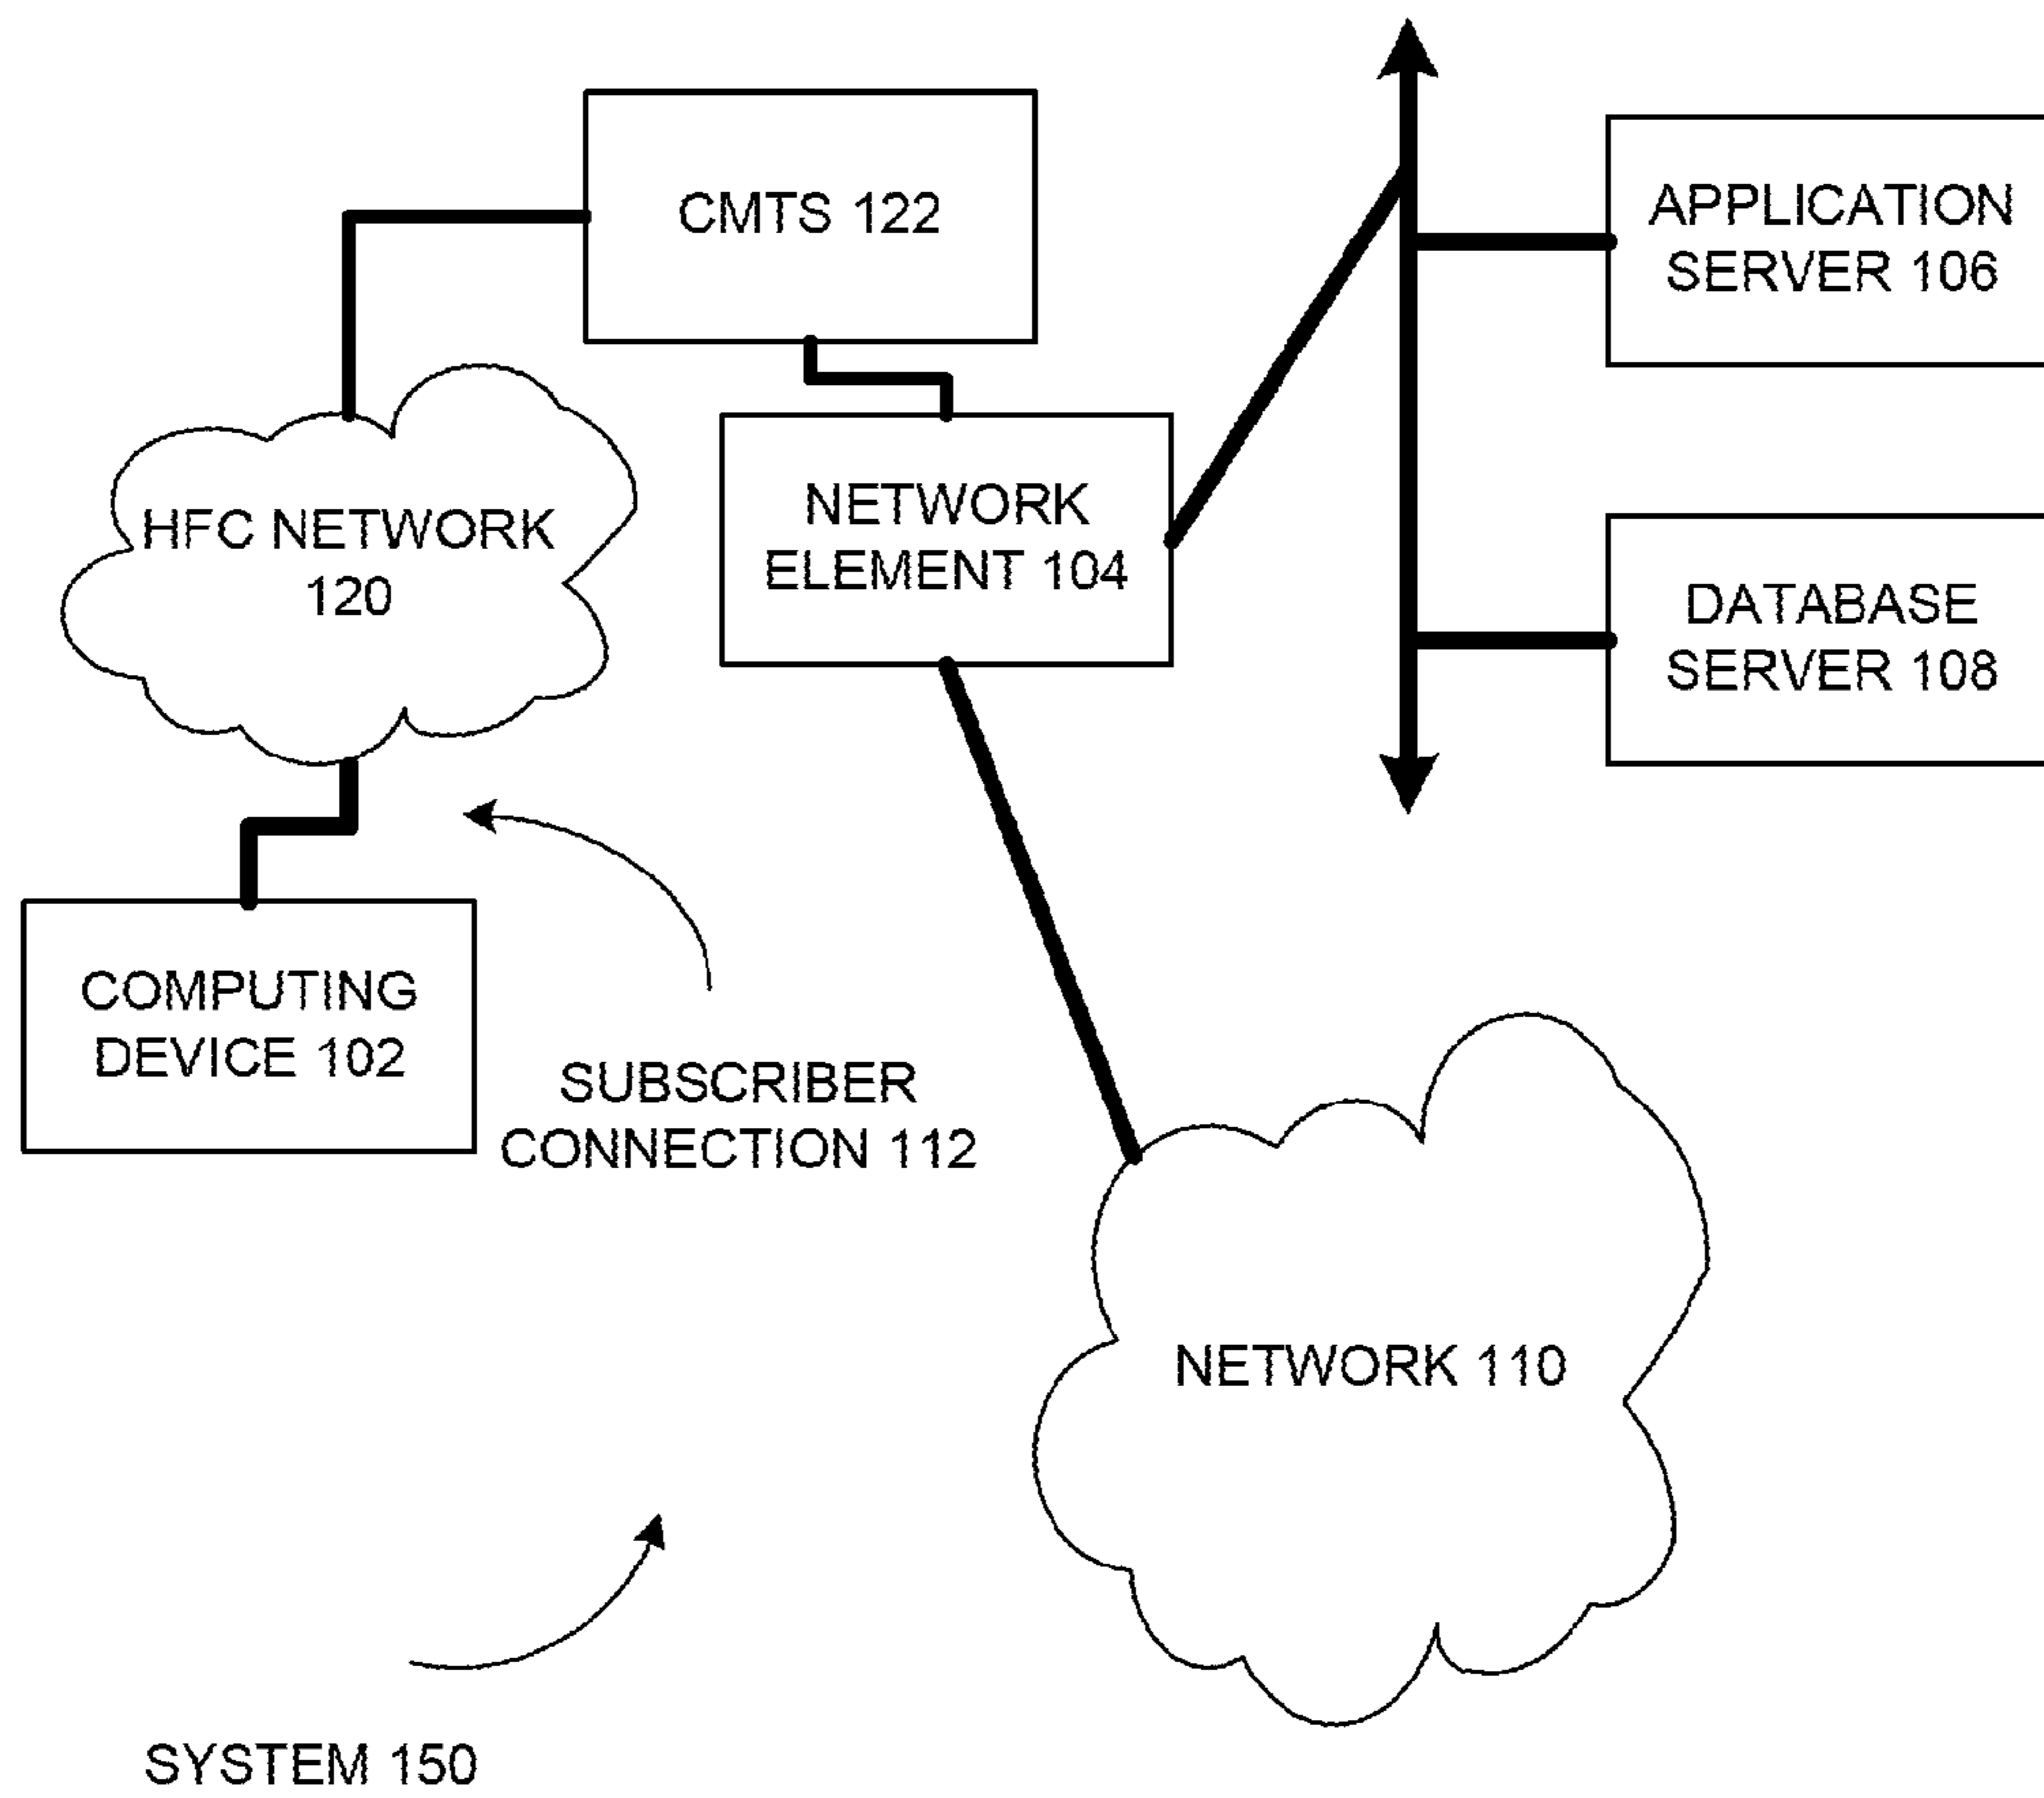 CMTS 122
APPLICATION
SERVER 106
HFC NETWORK
120
NETWORK
ELEMENT 104
DATABASE
SERVER 108
COMPUTING
DEVICE 102
SUBSCRIBER
CONNECTION 112
NETWORK 110
SYSTEM 150